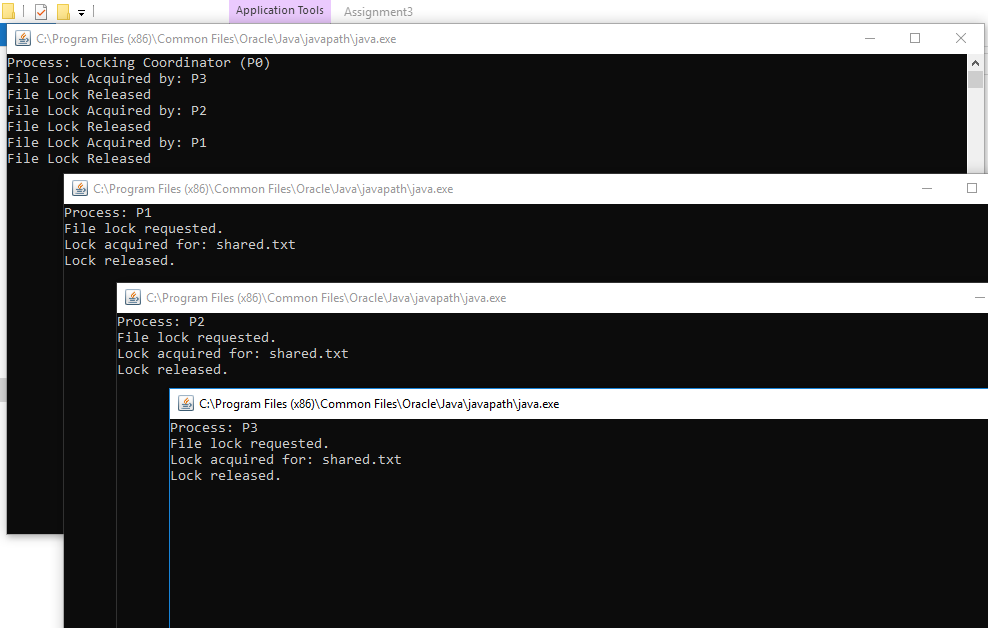 Application Tools
Assignment3
C:\Program Files (x86)\Common Files\Oracle\Java\javapath\java.exe
Process: Locking Coordinator (P0)
File Lock Acquired by: P3
File Lock Released
File Lock Acquired by: P2
File Lock Released
File Lock Acquired by: P1
File Lock Released
C:\Program Files (x86)\Common Files\Oracle\Java\javapath\java.exe
Process: P1
File lock requested.
Lock acquired for: shared.txt
Lock released.
C:\Program Files (x86)\Common Files\Oracle\Java\javapath\java.exe
Process: P2
File lock requested.
Lock acquired for: shared.txt
Lock released.
C:\Program Files (x86)\Common Files\Oracle\Java\javapath\java.exe
Process: P3
File lock requested.
Lock acquired for: shared.txt
Lock released.